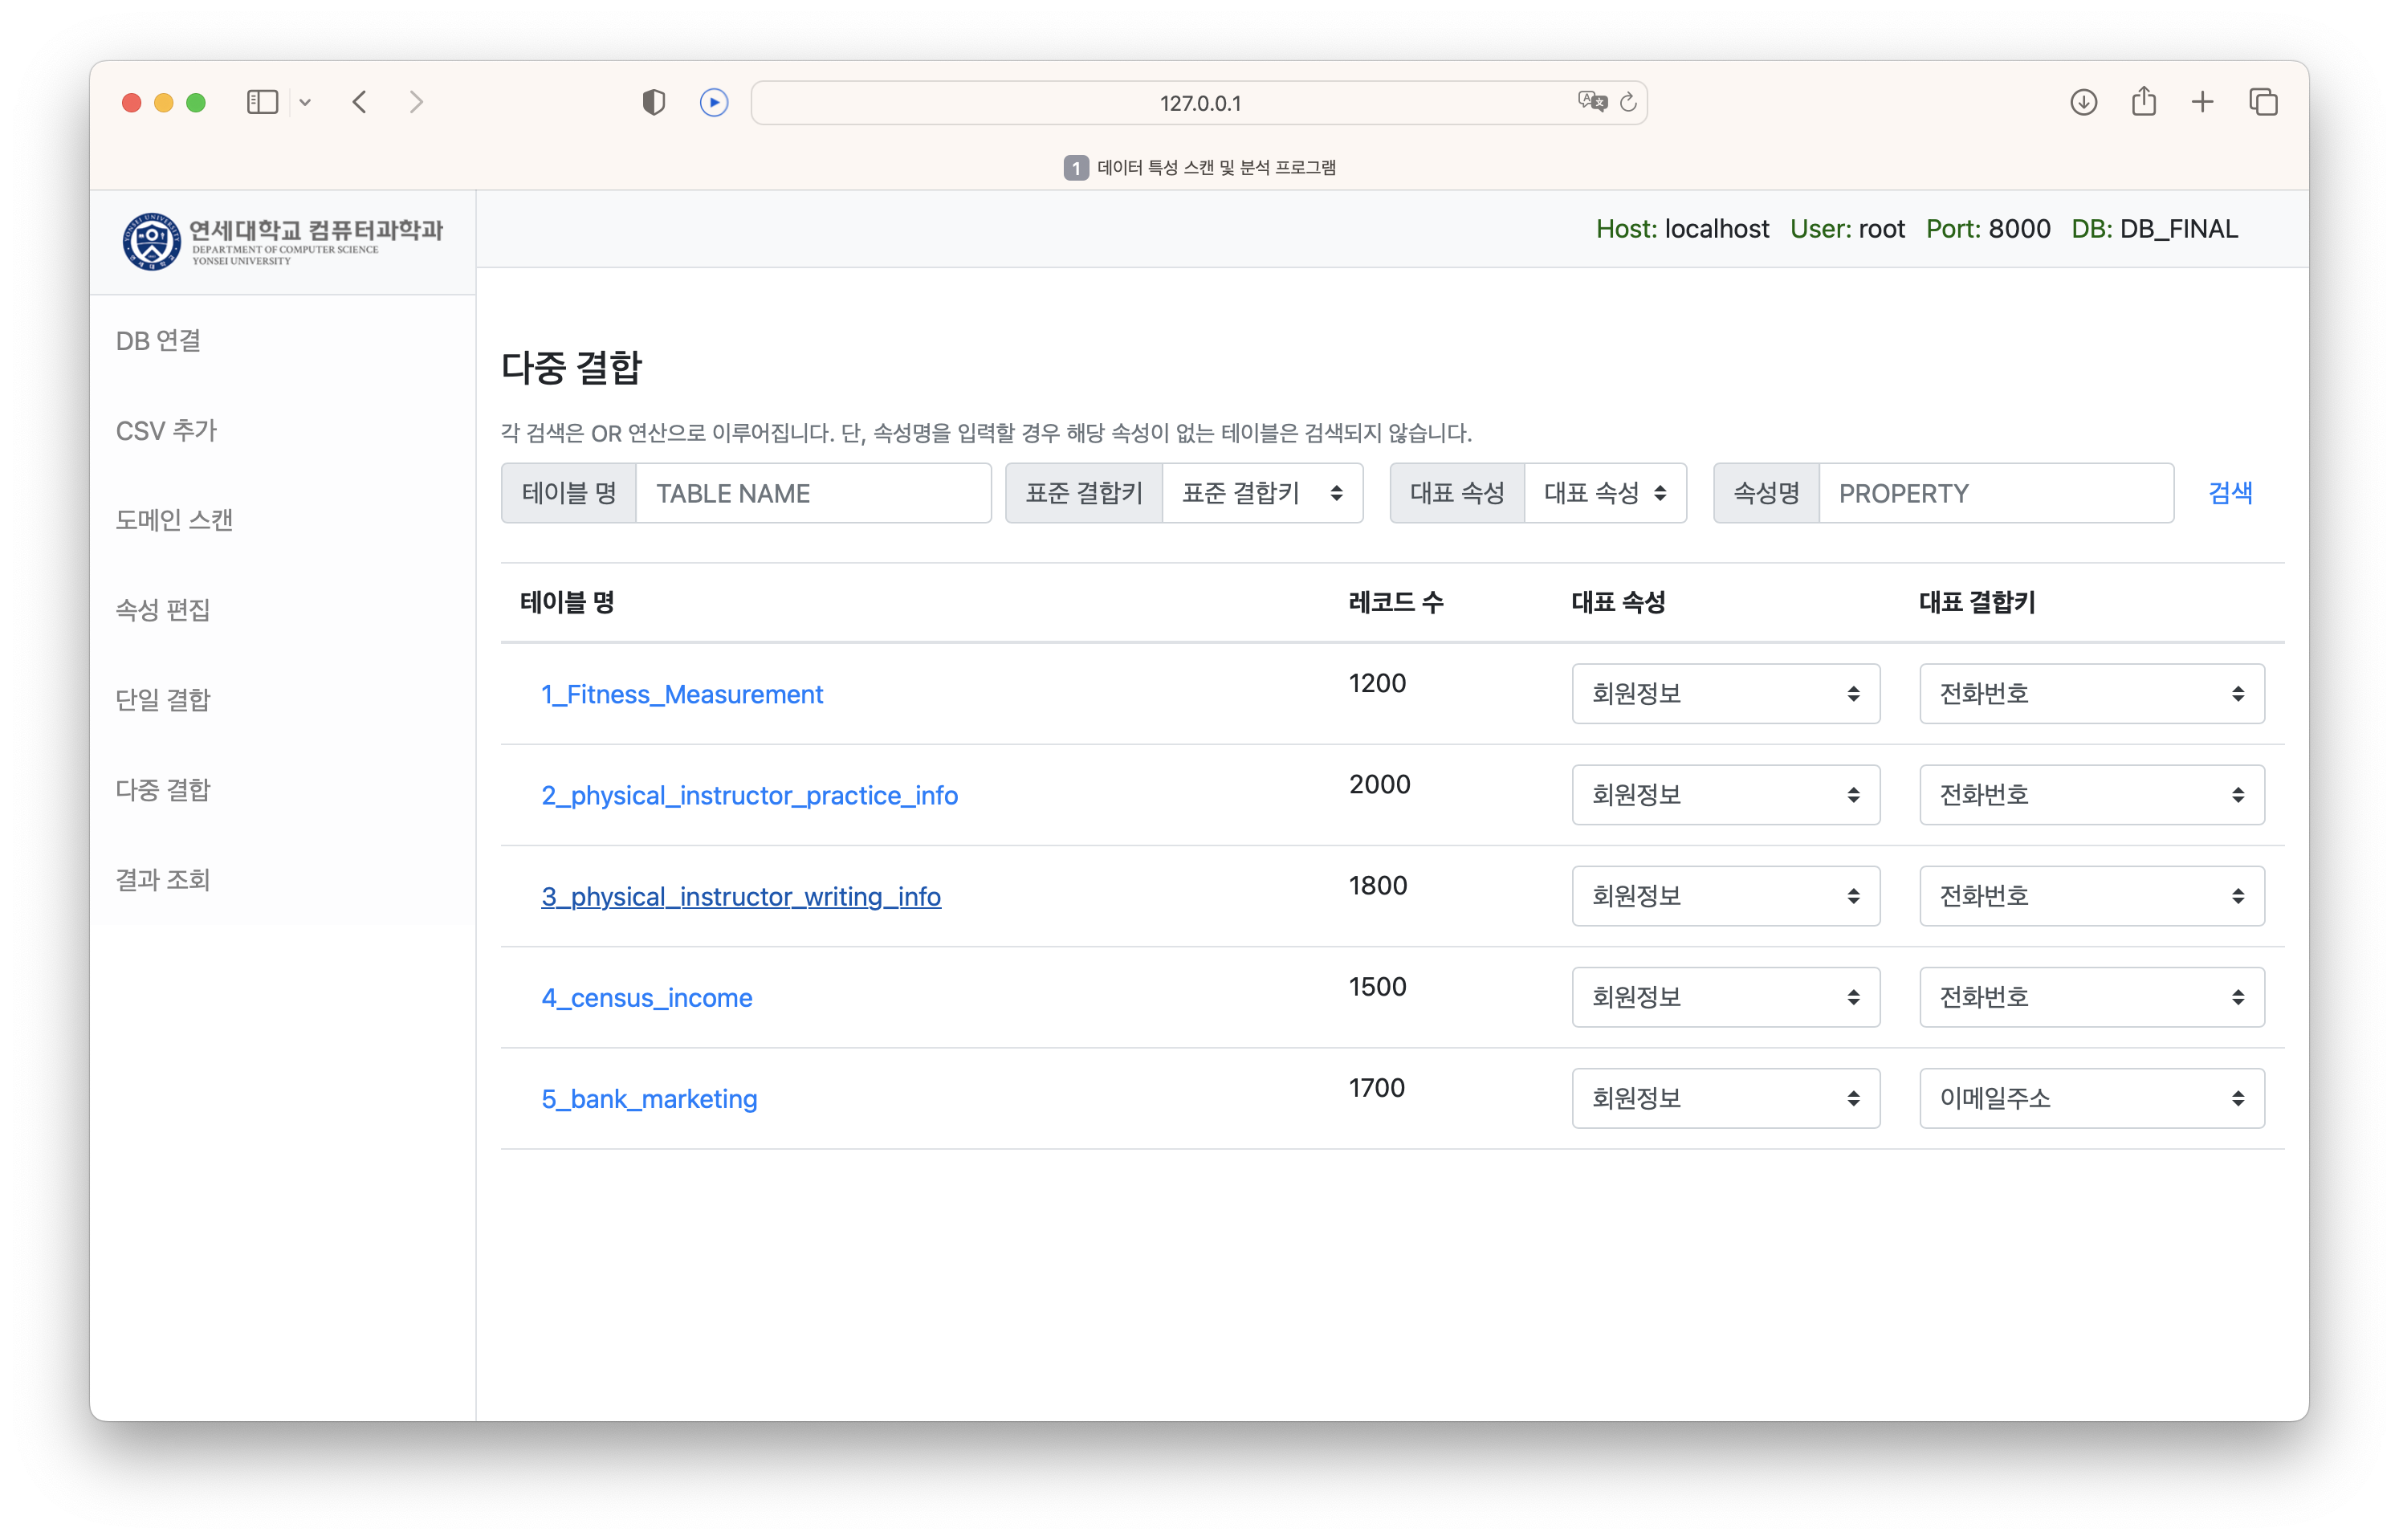 127.0.0.1
1 데이터 특성 스캔 및 분석 프로그램
연세대학교 컴퓨터과학과
DEPARTMENT OF COMPUTER SCIENCE
YONSEI UNIVERSITY
Host: localhost User: root Port: 8000 DB: DB_FINAL
DB 연결
CSV 추가
도메인 스캔
속성 편집
단일 결합
다중 결합
결과 조회
다중 결합
각 검색은 OR 연산으로 이루어집니다. 단, 속성명을 입력할 경우 해당 속성이 없는 테이블은 검색되지 않습니다.
테이블 명 TABLE NAME 표준 결합키 표준 결합키 대표 속성 대표 속성 속성명 PROPERTY 검색
테이블 명 레코드 수 대표 속성 대표 결합키
1_Fitness_Measurement 1200 회원정보 전화번호
2_physical_instructor_practice_info 2000 회원정보 전화번호
3_physical_instructor_writing_info 1800 회원정보 전화번호
4_census_income 1500 회원정보 전화번호
5_bank_marketing 1700 회원정보 이메일주소